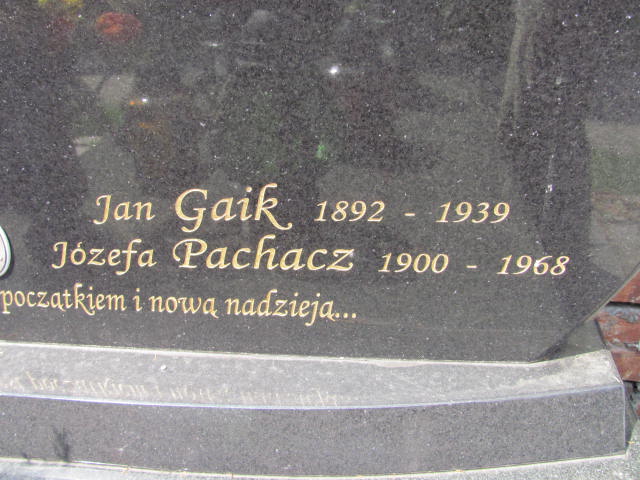 Jan Gaik 1892 - 1939
Józefa Pachacz 1900 - 1968
początkiem i nową nadzieją...